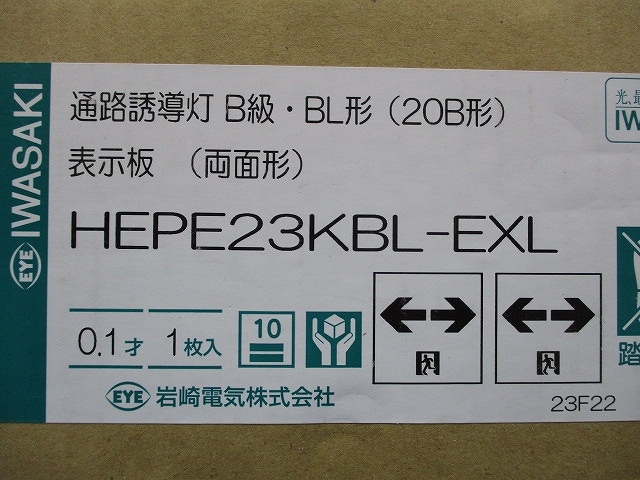 EYE IWASAKI
通路誘導灯 B級・BL形（20B形）
表示板 （両面形）
HEPE23KBL-EXL
光、最
IW
0.1才 1枚入
10
踏
EYE 岩崎電気株式会社
23F22